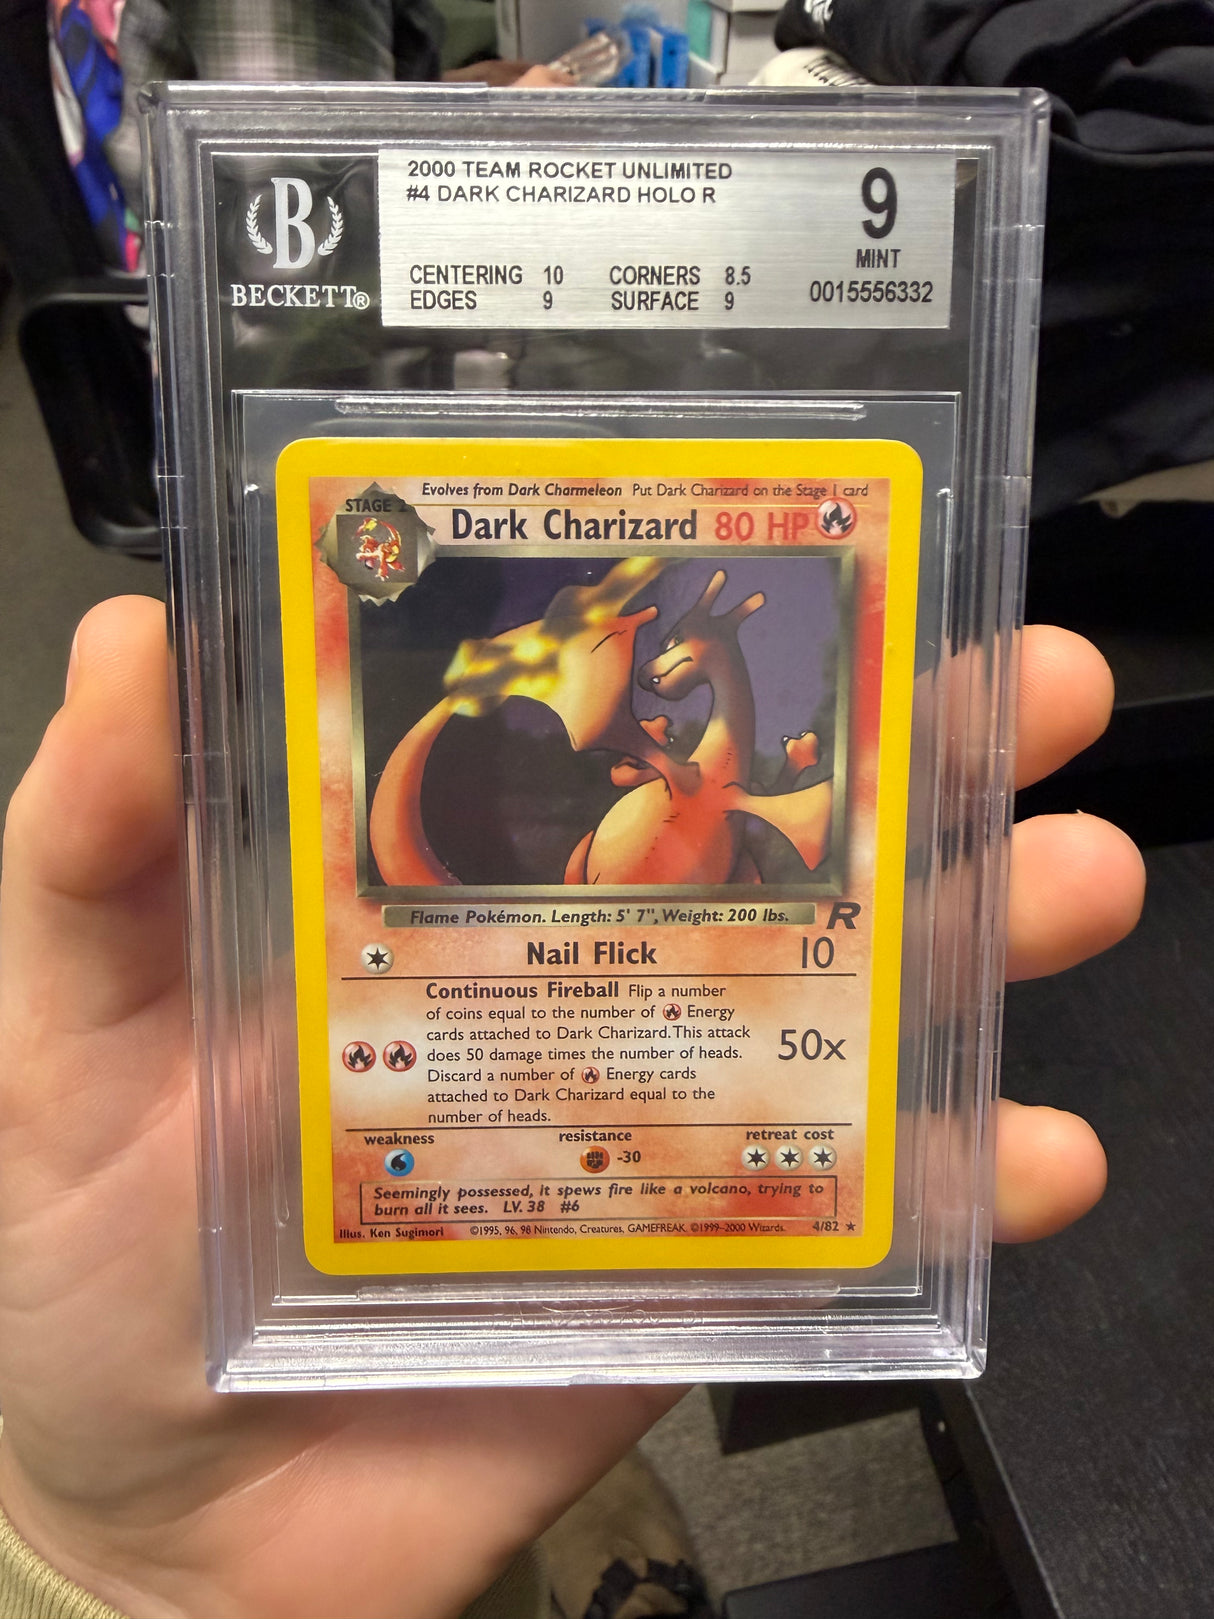 B
BECKETT®
2000 TEAM ROCKET UNLIMITED
#4 DARK CHARIZARD HOLO R
9
MINT
0015556332
CENTERING 10 CORNERS 8.5
EDGES 9 SURFACE 9
Evolves from Dark Charmeleon Put Dark Charizard on the Stage 1 card
STAGE 2
Dark Charizard 80 HP
Flame Pokémon. Length: 5' 7", Weight: 200 lbs.
R
Nail Flick 10
Continuous Fireball Flip a number
of coins equal to the number of Energy
cards attached to Dark Charizard. This attack
does 50 damage times the number of heads.
Discard a number of Energy cards
attached to Dark Charizard equal to the
number of heads.
50x
weakness resistance retreat cost
-30
Seemingly possessed, it spews fire like a volcano, trying to
burn all it sees. LV. 38 #6
Illus. Ken Sugimori ©1995, 96, 98 Nintendo, Creatures, GAMEFREAK. ©1999-2000 Wizards. 4/82 ★